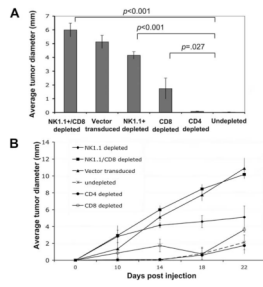 A
p<0.001
p<0.001
p=.027
Average tumor diameter (mm)
7
6
5
4
3
2
1
0
NK1.1+/CD8 depleted
Vector transduced
NK1.1+ depleted
CD8 depleted
CD4 depleted
Undepleted
B
Average tumor diameter (mm)
14
12
10
8
6
4
2
0
NK1.1 depleted
NK1.1/CD8 depleted
Vector transduced
undepleted
CD4 depleted
CD8 depleted
0 10 14 18 22
Days post injection